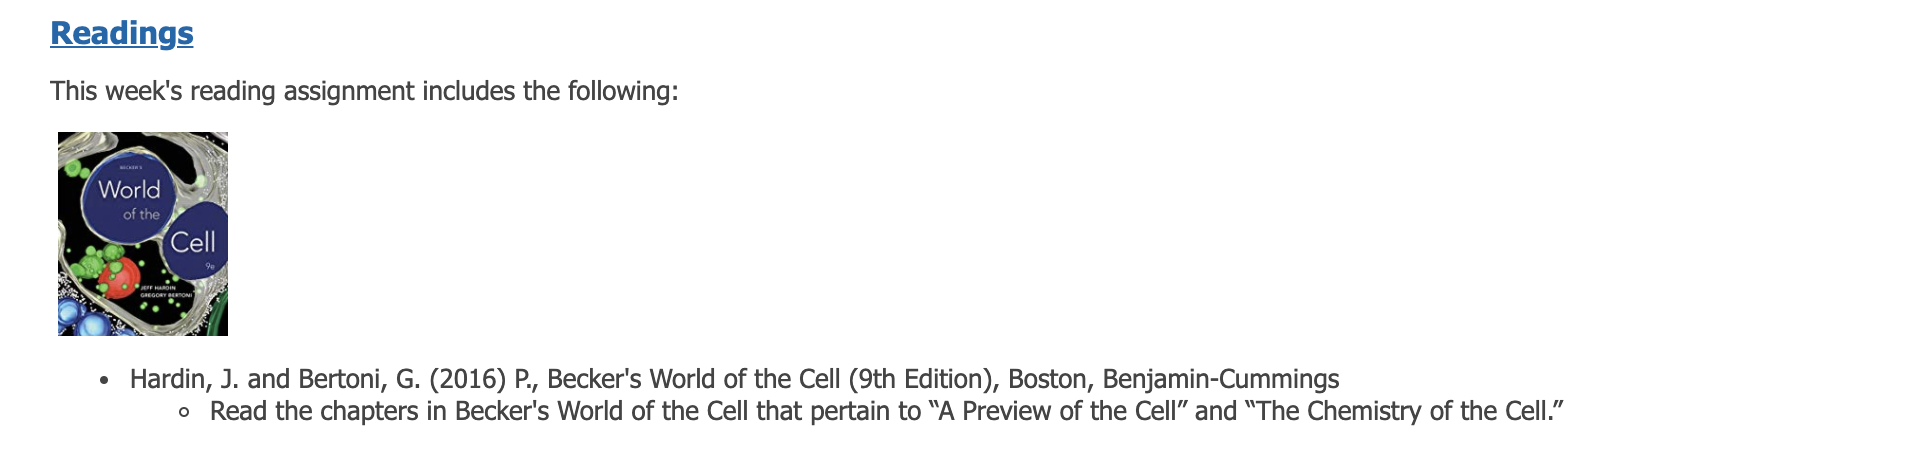 Readings
This week's reading assignment includes the following:
BECKER'S
World
of the
Cell
9e
JEFF HARDIN
GREGORY BERTONI
• Hardin, J. and Bertoni, G. (2016) P., Becker's World of the Cell (9th Edition), Boston, Benjamin-Cummings
○ Read the chapters in Becker's World of the Cell that pertain to “A Preview of the Cell” and “The Chemistry of the Cell.”